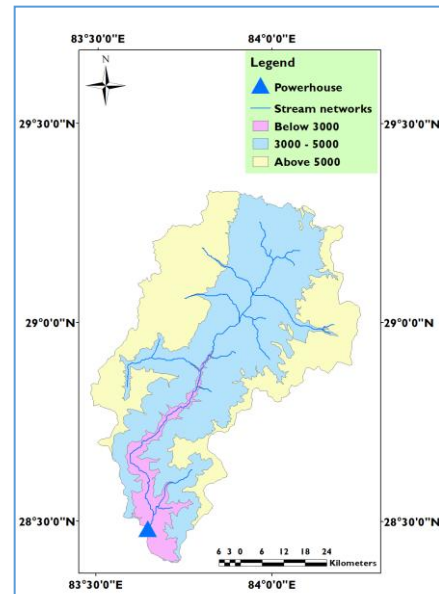 83°30'0"E 84°0'0"E
N
Legend
Powerhouse
Stream networks
Below 3000
3000 - 5000
Above 5000
29°30'0"N 29°30'0"N
29°0'0"N 29°0'0"N
28°30'0"N 28°30'0"N
6 3 0 6 12 18 24
Kilometers
83°30'0"E 84°0'0"E